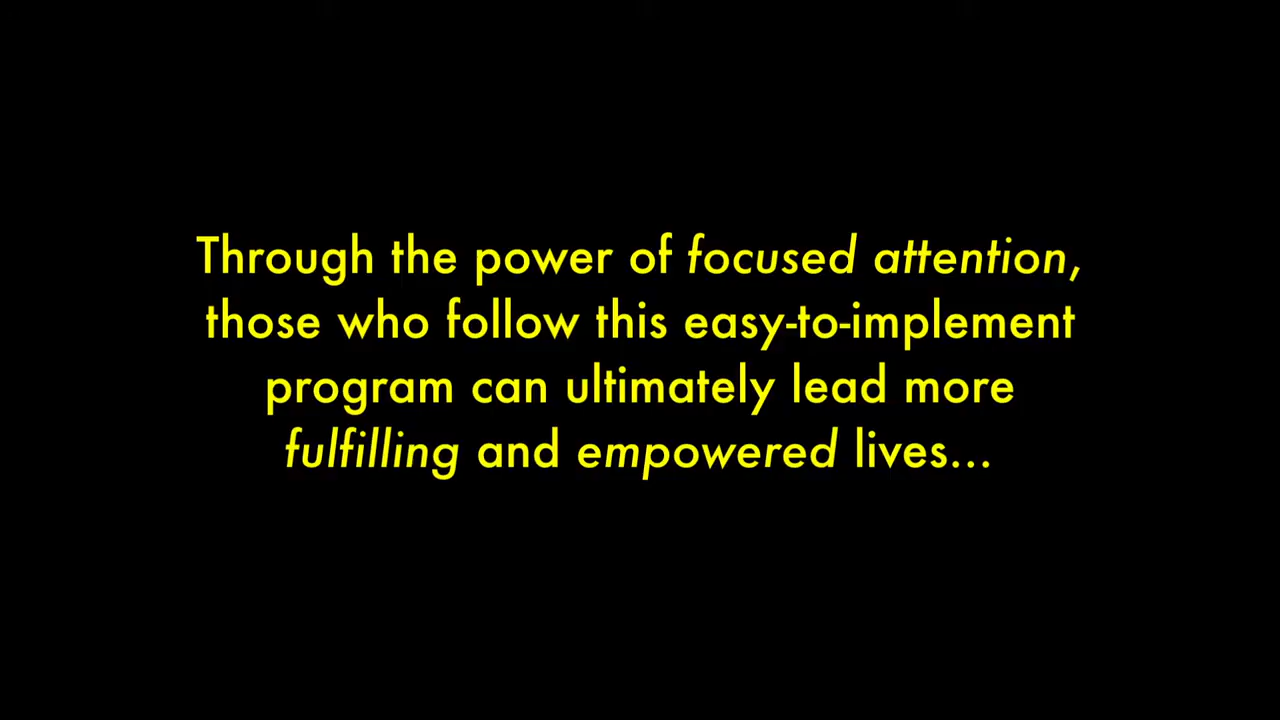 Through the power of focused attention,
those who follow this easy-to-implement
program can ultimately lead more
fulfilling and empowered lives...